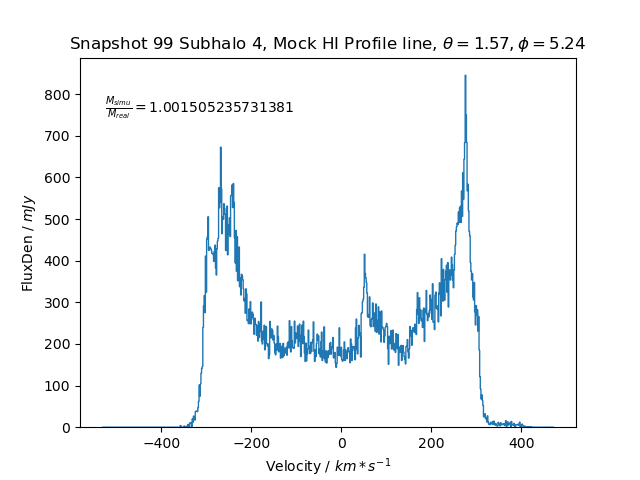 Snapshot 99 Subhalo 4, Mock HI Profile line, θ = 1.57, ϕ = 5.24
M_simu/M_real = 1.001505235731381
800
700
600
500
400
300
200
100
0
FluxDen / mJy
−400 −200 0 200 400
Velocity / km * s⁻¹